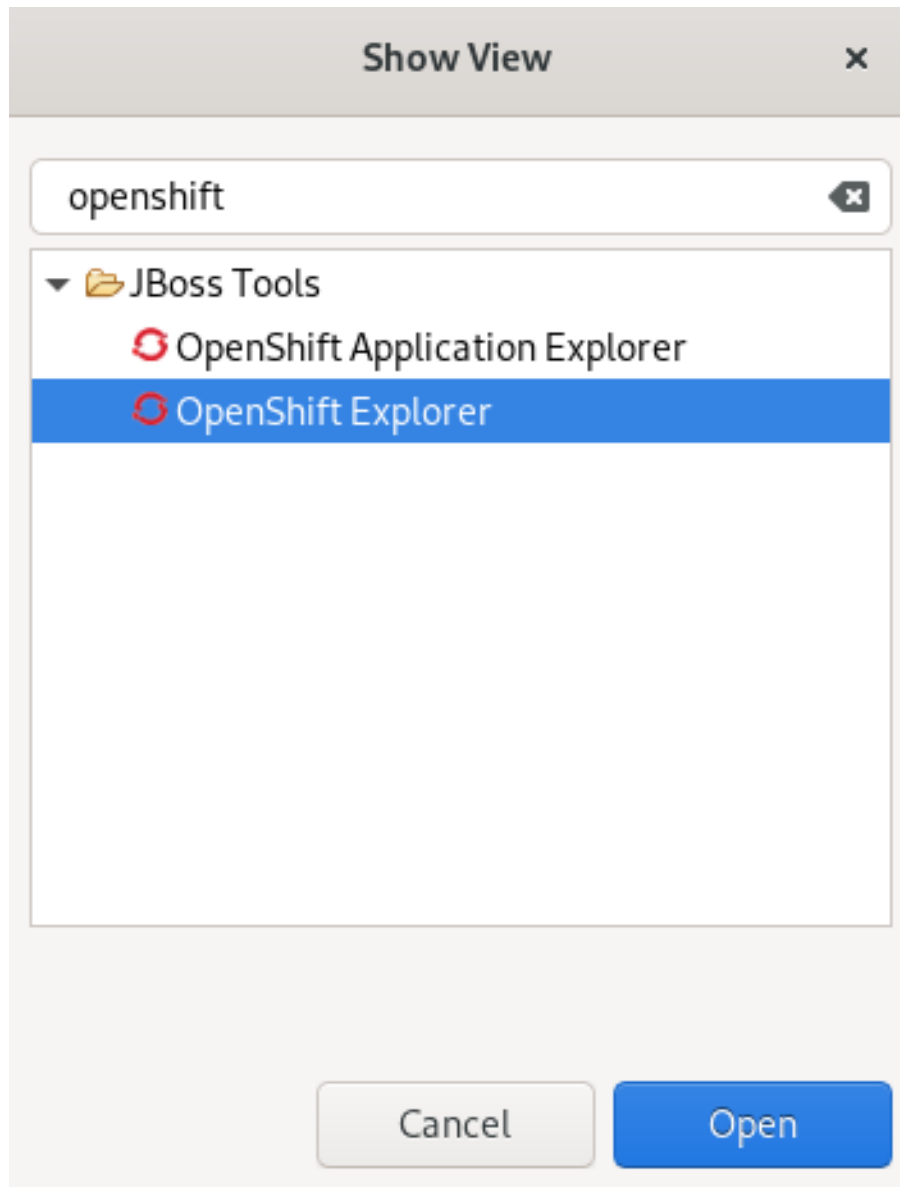 Show View
openshift
JBoss Tools
OpenShift Application Explorer
OpenShift Explorer
Cancel Open